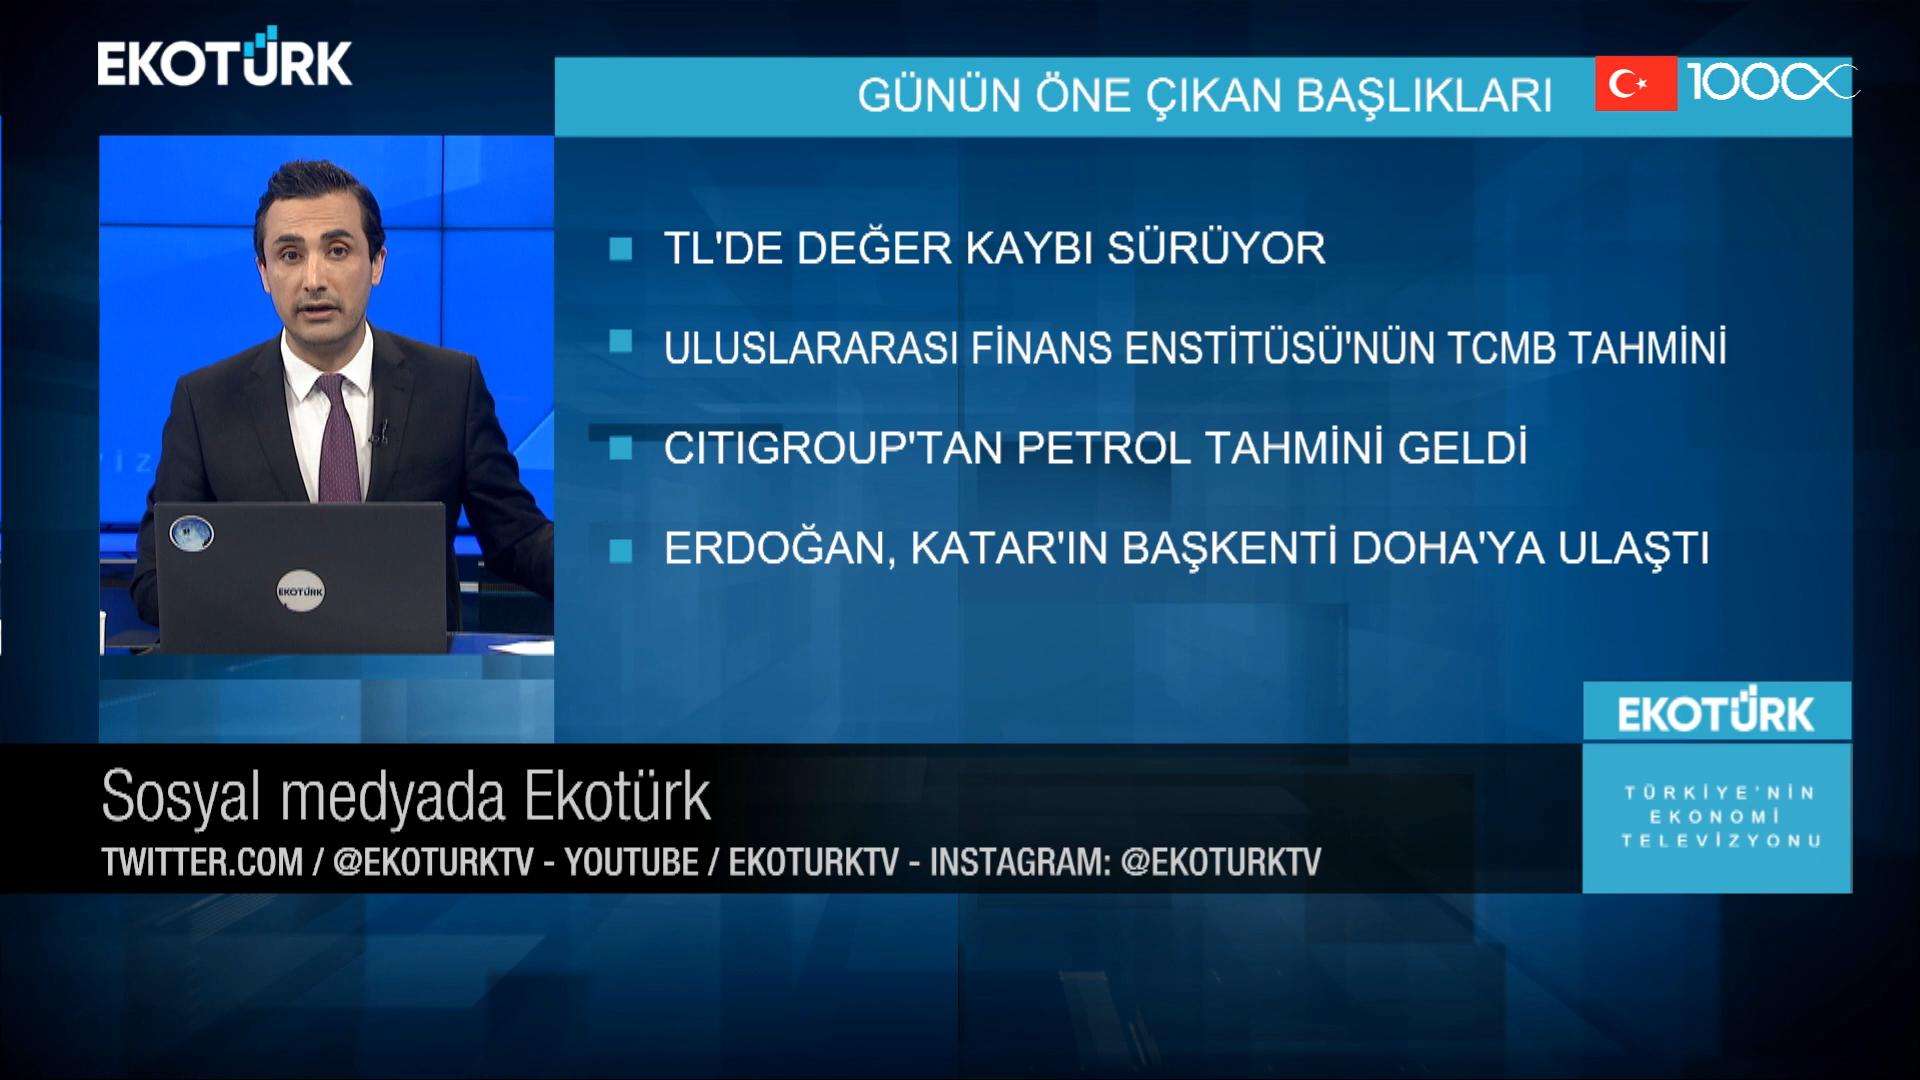 EKOTÜRK
GÜNÜN ÖNE ÇIKAN BAŞLIKLARI
100
TL'DE DEĞER KAYBI SÜRÜYOR
ULUSLARARASI FİNANS ENSTİTÜSÜ'NÜN TCMB TAHMİNİ
CITIGROUP'TAN PETROL TAHMİNİ GELDİ
ERDOĞAN, KATAR'IN BAŞKENTİ DOHA'YA ULAŞTI
İZ
EKOTÜRK
EKOTÜRK
TÜRKİYE'NİN
EKONOMİ
TELEVİZYONU
Sosyal medyada Ekotürk
TWITTER.COM / @EKOTURKTV - YOUTUBE / EKOTURKTV - INSTAGRAM: @EKOTURKTV